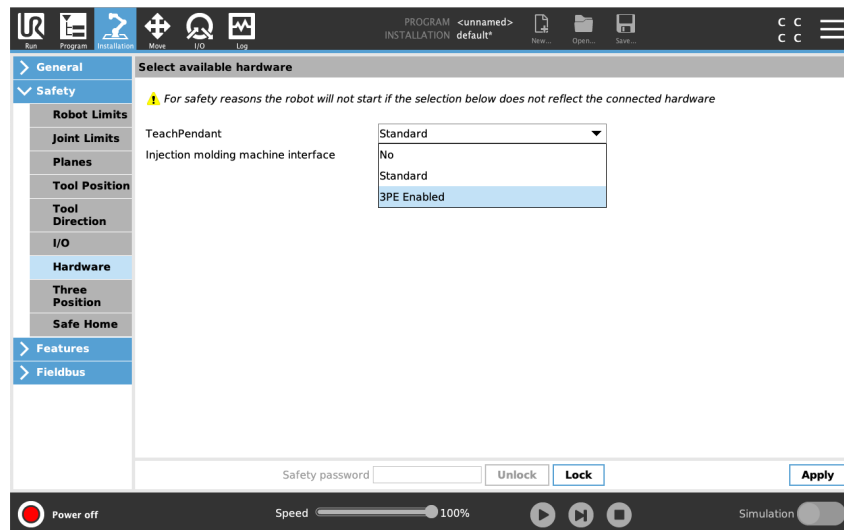 PROGRAM <unnamed>
INSTALLATION default*
Run Program Installation Move I/O Log New... Open... Save...
C C
C C
General
Safety
Robot Limits
Joint Limits
Planes
Tool Position
Tool
Direction
I/O
Hardware
Three
Position
Safe Home
Features
Fieldbus
Select available hardware
For safety reasons the robot will not start if the selection below does not reflect the connected hardware
TeachPendant Standard
Injection molding machine interface
No
Standard
3PE Enabled
Safety password Unlock Lock Apply
Power off Speed 100% Simulation